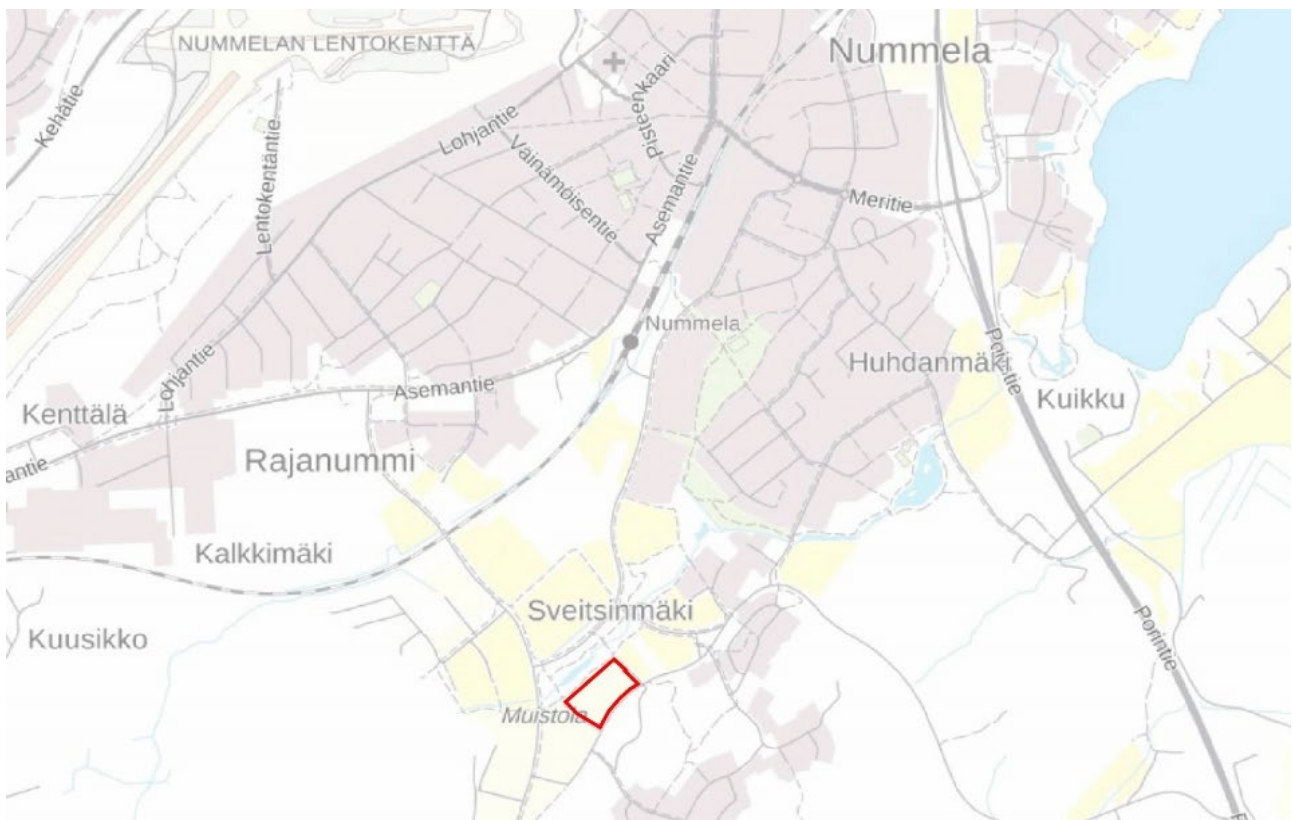 NUMMELAN LENTOKENTTÄ
Nummela
Kehätie
Pisteenkaari
Lohjantie
Väinämöisentie
Asemantie
Lentokentäntie
Meritie
Nummela
Porintie
Huhdanmäki
Lohjantie
Asemantie
Kuikku
Kenttälä
Rajanummi
antie
Kalkkimäki
Sveitsinmäki
Kuusikko
Porintie
Muistola